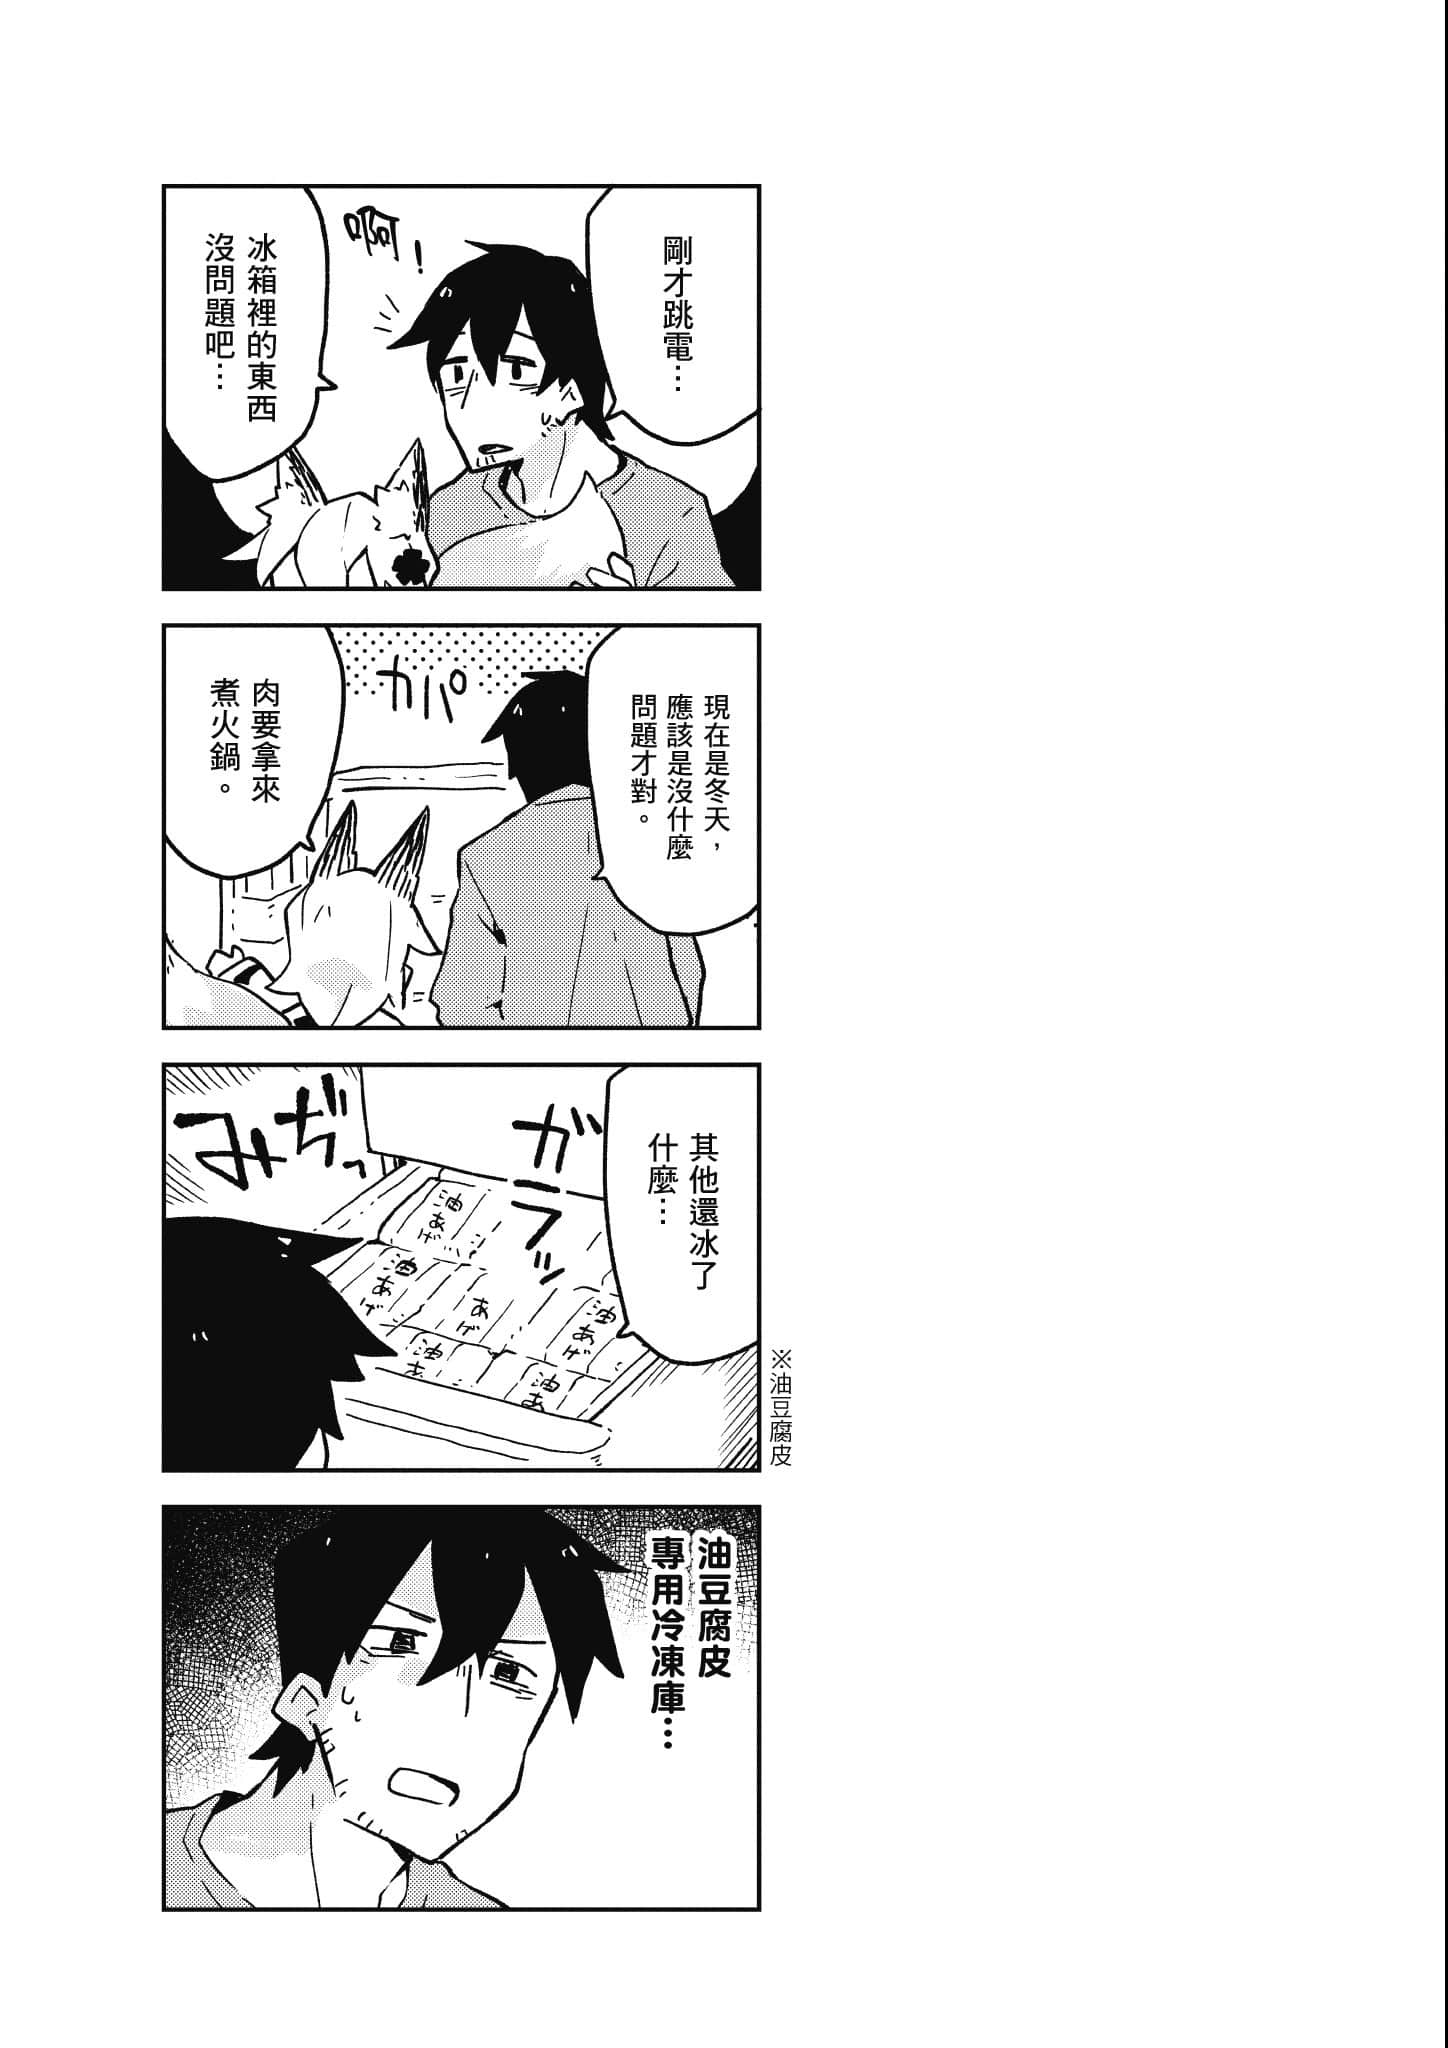 剛才跳電…
啊！
冰箱裡的東西
沒問題吧…
現在是冬天，
應該是沒什麼
問題才對。
カパ
肉要拿來
煮火鍋。
其他還冰了
什麼…
ガラッ
みぢっ
油あげ
油あげ
あげ
油あげ
油あ
油あ
※油豆腐皮
油豆腐皮
專用冷凍庫…